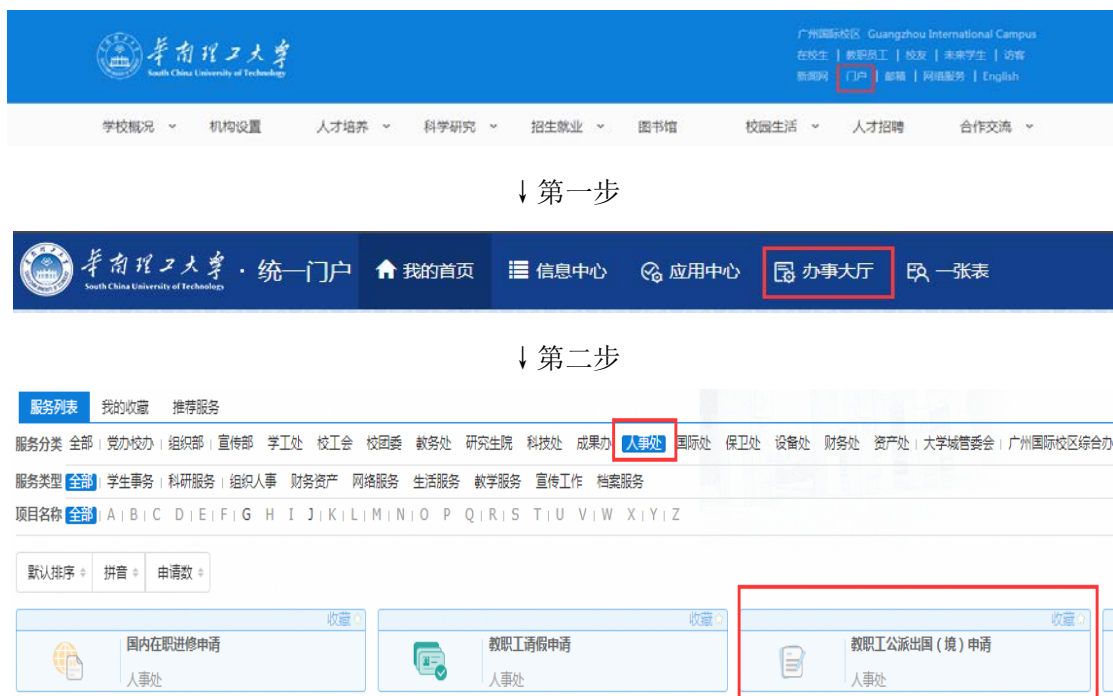 广州国际校区 Guangzhou International Campus
华南理工大学
South China University of Technology
在校生 | 教职员工 | 校友 | 未来学生 | 访客
新闻网 | 门户 | 邮箱 | 网络服务 | English
学校概况 机构设置 人才培养 科学研究 招生就业 图书馆 校园生活 人才招聘 合作交流
↓第一步
华南理工大学 · 统一门户 我的首页 信息中心 应用中心 办事大厅 一张表
South China University of Technology
↓第二步
服务列表 我的收藏 推荐服务
服务分类 全部 | 党办校办 | 组织部 | 宣传部 学工处 校工会 校团委 教务处 研究生院 科技处 成果办 人事处 国际处 保卫处 设备处 财务处 资产处 | 大学城管委会 | 广州国际校区综合办
服务类型 全部 | 学生事务 | 科研服务 | 组织人事 财务资产 网络服务 生活服务 教学服务 宣传工作 档案服务
项目名称 全部 | A | B | C D | E | F | G H I J | K | L | M | N | O P Q | R | S T | U V | W X | Y | Z
默认排序 拼音 申请数
收藏 收藏 收藏
国内在职进修申请 教职工请假申请 教职工公派出国（境）申请
人事处 人事处 人事处